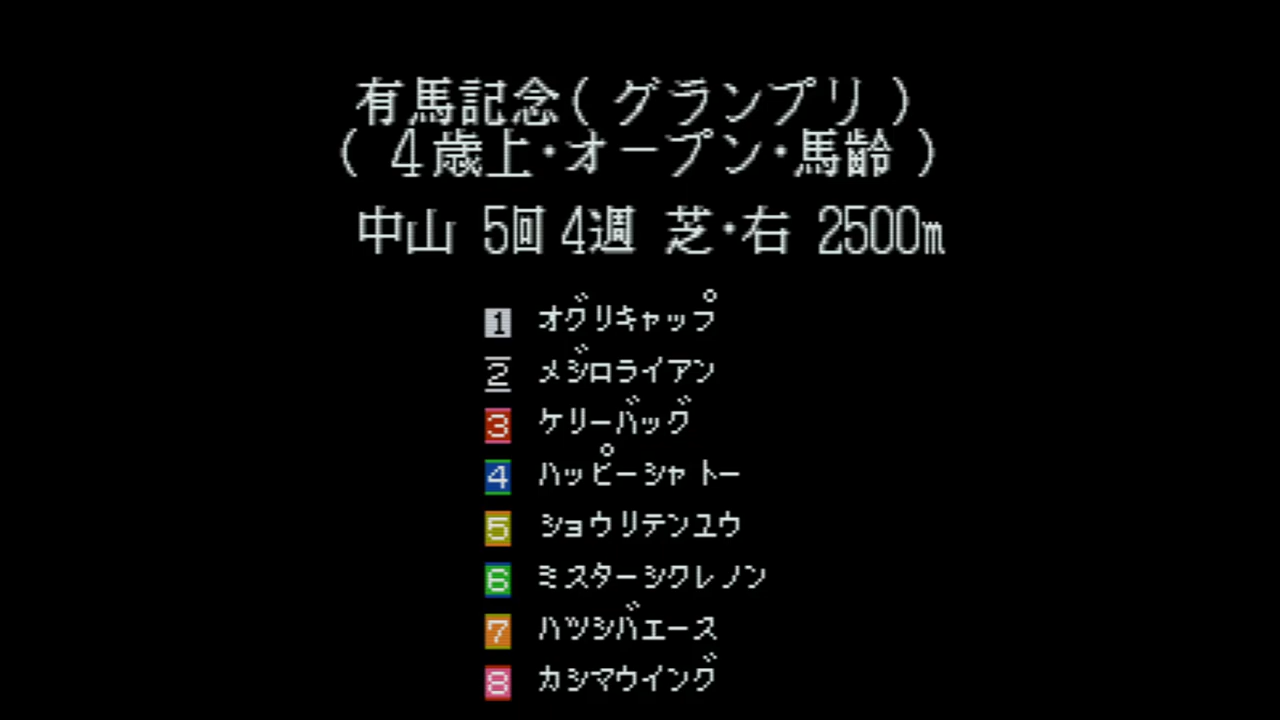 有馬記念( グランプリ )
( 4歳上・オープン・馬齢 )
中山 5回 4週 芝・右 2500m
1 オグリキャップ
2 メジロライアン
3 ケリーバッグ
4 ハッピーシャトー
5 ショウリテンユウ
6 ミスターシクレノン
7 ハツシバエース
8 カシマウイング